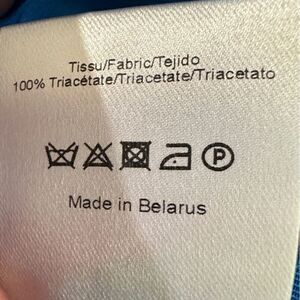 Tissu/Fabric/Tejido
100% Triacétate/Triacetate/Triacetato
P
Made in Belarus